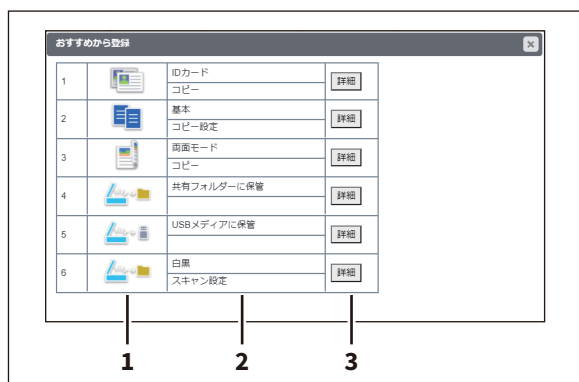 おすすめから登録
1
IDカード
コピー
詳細
2
基本
コピー設定
詳細
3
両面モード
コピー
詳細
4
共有フォルダーに保管
詳細
5
USBメディアに保管
詳細
6
白黒
スキャン設定
詳細
1 2 3